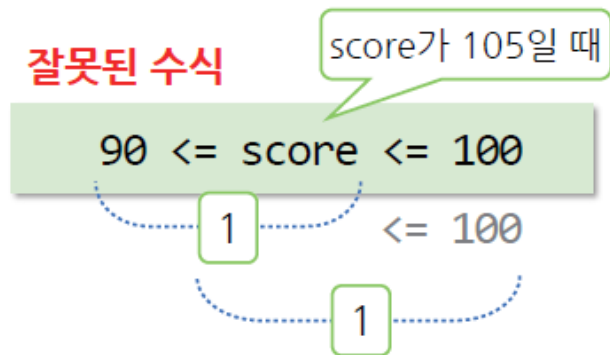 score가 105일 때
잘못된 수식
90 <= score <= 100
1
<= 100
1